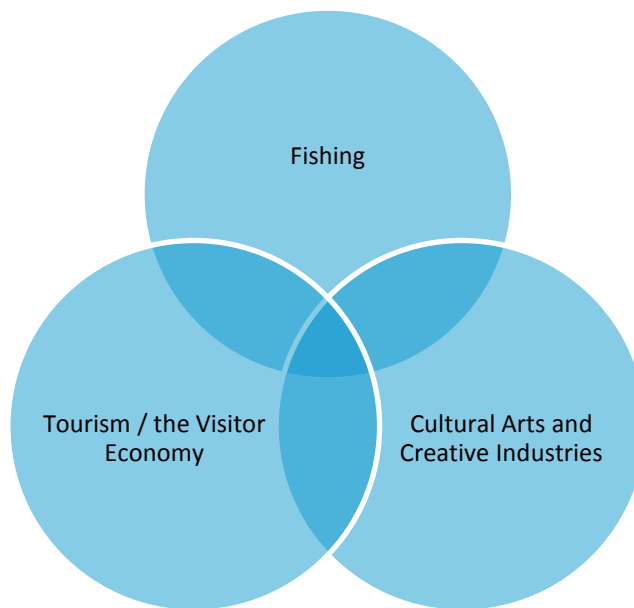 Fishing
Tourism / the Visitor
Economy
Cultural Arts and
Creative Industries